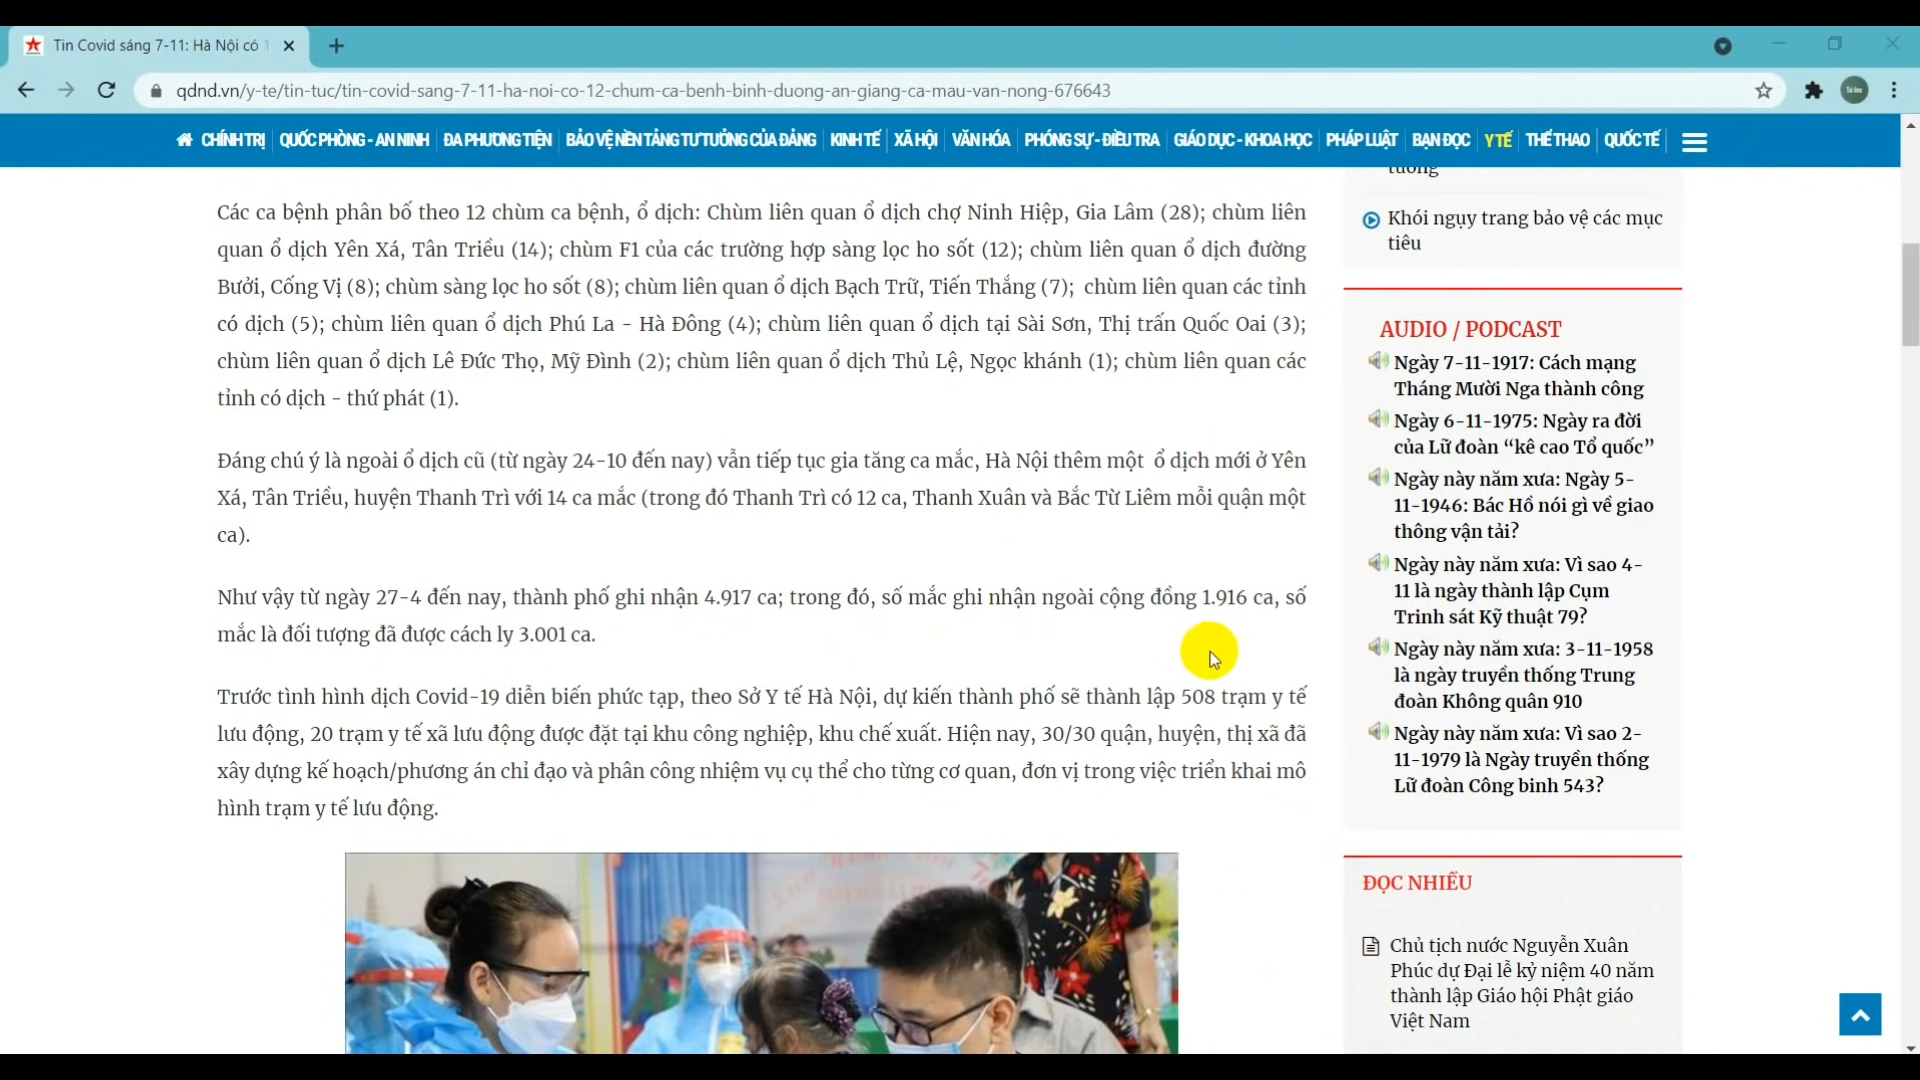 Tin Covid sáng 7-11: Hà Nội có 1
qdnd.vn/y-te/tin-tuc/tin-covid-sang-7-11-ha-noi-co-12-chum-ca-benh-binh-duong-an-giang-ca-mau-van-nong-676643
CHÍNH TRỊ QUỐC PHÒNG - AN NINH ĐA PHƯƠNG TIỆN BẢO VỆ NỀN TẢNG TƯ TƯỞNG CỦA ĐẢNG KINH TẾ XÃ HỘI VĂN HÓA PHÓNG SỰ - ĐIỀU TRA GIÁO DỤC - KHOA HỌC PHÁP LUẬT BẠN ĐỌC Y TẾ THỂ THAO QUỐC TẾ
Các ca bệnh phân bố theo 12 chùm ca bệnh, ổ dịch: Chùm liên quan ổ dịch chợ Ninh Hiệp, Gia Lâm (28); chùm liên
quan ổ dịch Yên Xá, Tân Triều (14); chùm F1 của các trường hợp sàng lọc ho sốt (12); chùm liên quan ổ dịch đường
Bưởi, Cống Vị (8); chùm sàng lọc ho sốt (8); chùm liên quan ổ dịch Bạch Trữ, Tiến Thắng (7); chùm liên quan các tỉnh
có dịch (5); chùm liên quan ổ dịch Phú La - Hà Đông (4); chùm liên quan ổ dịch tại Sài Sơn, Thị trấn Quốc Oai (3);
chùm liên quan ổ dịch Lê Đức Thọ, Mỹ Đình (2); chùm liên quan ổ dịch Thủ Lệ, Ngọc khánh (1); chùm liên quan các
tỉnh có dịch - thứ phát (1).
Đáng chú ý là ngoài ổ dịch cũ (từ ngày 24-10 đến nay) vẫn tiếp tục gia tăng ca mắc, Hà Nội thêm một ổ dịch mới ở Yên
Xá, Tân Triều, huyện Thanh Trì với 14 ca mắc (trong đó Thanh Trì có 12 ca, Thanh Xuân và Bắc Từ Liêm mỗi quận một
ca).
Như vậy từ ngày 27-4 đến nay, thành phố ghi nhận 4.917 ca; trong đó, số mắc ghi nhận ngoài cộng đồng 1.916 ca, số
mắc là đối tượng đã được cách ly 3.001 ca.
Trước tình hình dịch Covid-19 diễn biến phức tạp, theo Sở Y tế Hà Nội, dự kiến thành phố sẽ thành lập 508 trạm y tế
lưu động, 20 trạm y tế xã lưu động được đặt tại khu công nghiệp, khu chế xuất. Hiện nay, 30/30 quận, huyện, thị xã đã
xây dựng kế hoạch/phương án chỉ đạo và phân công nhiệm vụ cụ thể cho từng cơ quan, đơn vị trong việc triển khai mô
hình trạm y tế lưu động.
tướng
Khói ngụy trang bảo vệ các mục
tiêu
AUDIO / PODCAST
Ngày 7-11-1917: Cách mạng
Tháng Mười Nga thành công
Ngày 6-11-1975: Ngày ra đời
của Lữ đoàn “kê cao Tổ quốc”
Ngày này năm xưa: Ngày 5-
11-1946: Bác Hồ nói gì về giao
thông vận tải?
Ngày này năm xưa: Vì sao 4-
11 là ngày thành lập Cụm
Trinh sát Kỹ thuật 79?
Ngày này năm xưa: 3-11-1958
là ngày truyền thống Trung
đoàn Không quân 910
Ngày này năm xưa: Vì sao 2-
11-1979 là Ngày truyền thống
Lữ đoàn Công binh 543?
ĐỌC NHIỀU
Chủ tịch nước Nguyễn Xuân
Phúc dự Đại lễ kỷ niệm 40 năm
thành lập Giáo hội Phật giáo
Việt Nam